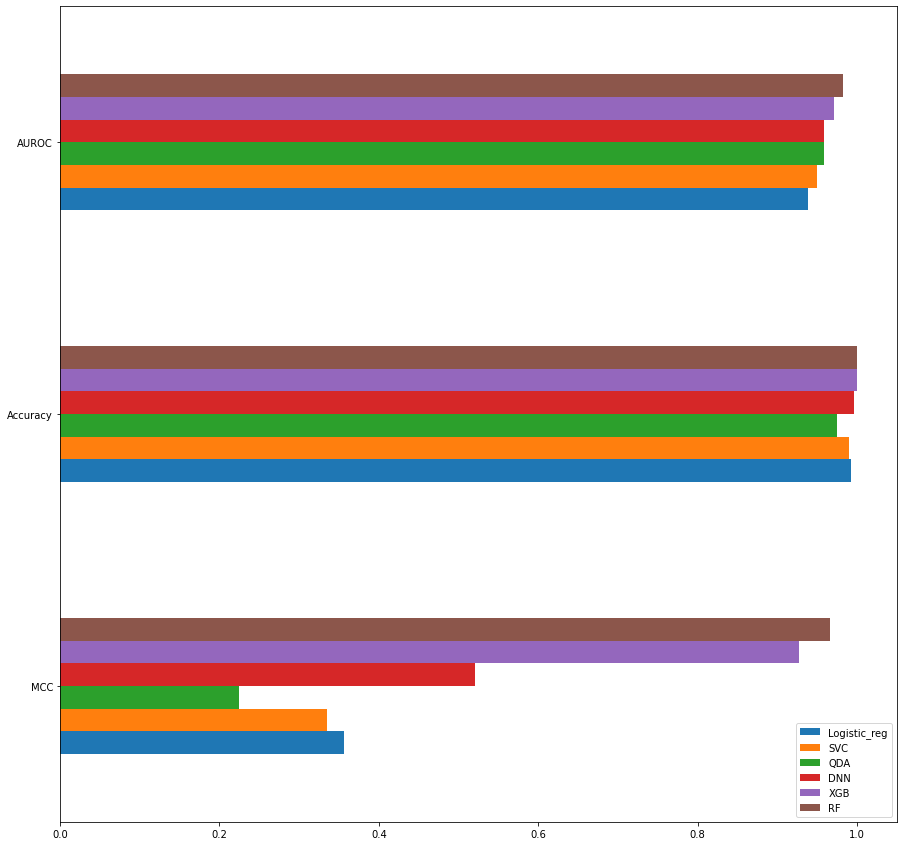 AUROC
Accuracy
MCC
Logistic_reg
SVC
QDA
DNN
XGB
RF
0.0 0.2 0.4 0.6 0.8 1.0